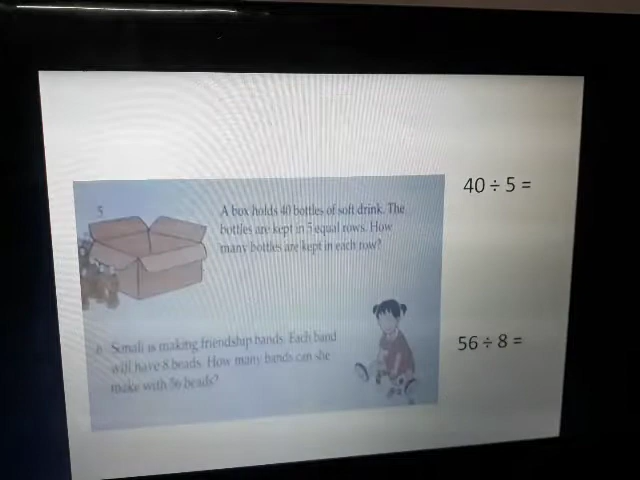 5
A box holds 40 bottles of soft drink. The
bottles are kept in 5 equal rows. How
many bottles are kept in each row?
40 ÷ 5 =
6 Sonali is making friendship bands. Each band
will have 8 beads. How many bands can she
make with 56 beads?
56 ÷ 8 =